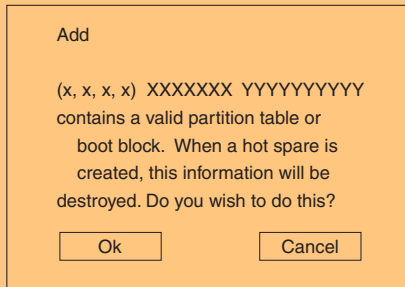 Add
(x, x, x, x) XXXXXXX YYYYYYYYYY
contains a valid partition table or
boot block. When a hot spare is
created, this information will be
destroyed. Do you wish to do this?
Ok Cancel